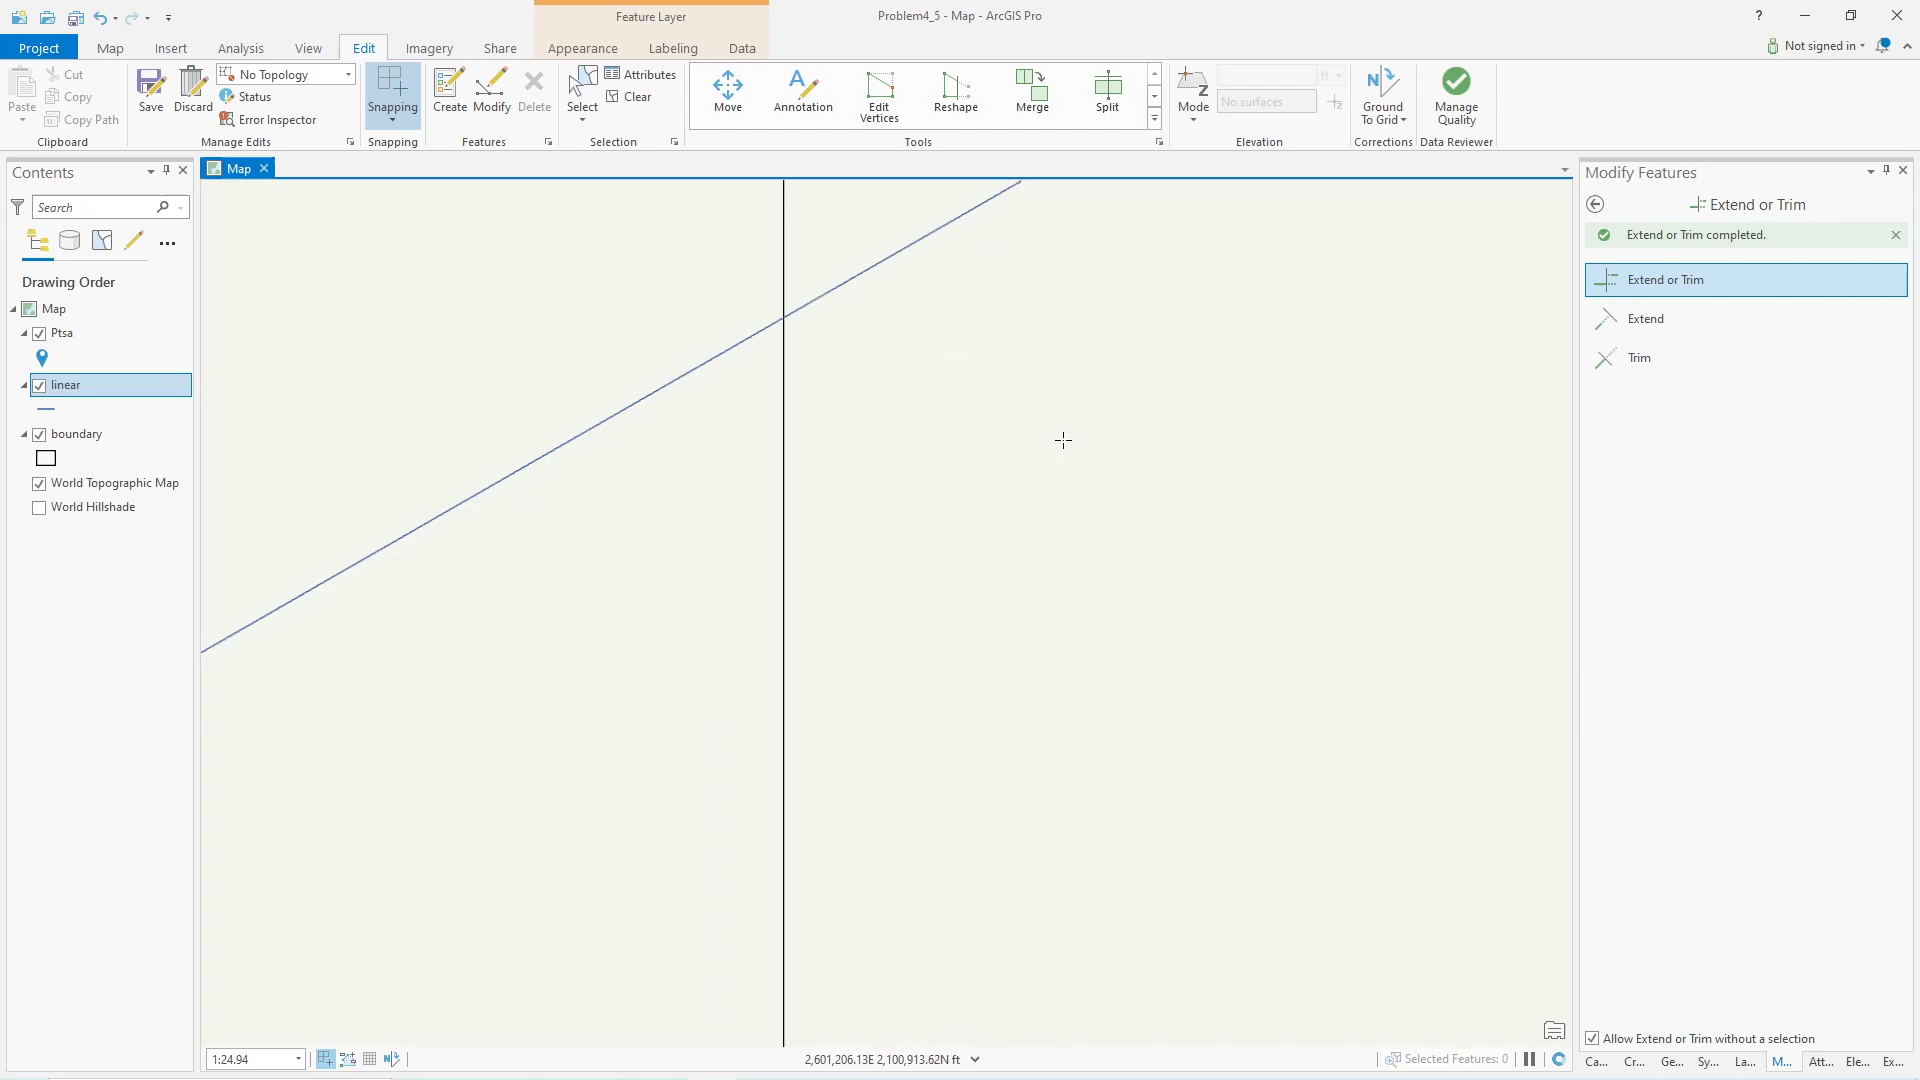 Feature Layer
Problem4_5 - Map - ArcGIS Pro
?
Project
Map
Insert
Analysis
View
Edit
Imagery
Share
Appearance
Labeling
Data
Not signed in
Paste
Cut
Copy
Copy Path
Clipboard
Save
Discard
No Topology
Status
Error Inspector
Manage Edits
Snapping
Snapping
Create
Modify
Delete
Features
Select
Attributes
Clear
Selection
Move
Annotation
Edit
Vertices
Reshape
Merge
Split
Tools
Mode
ft
No surfaces
Elevation
Ground
To Grid
Corrections
Manage
Quality
Data Reviewer
Contents
Search
Drawing Order
Map
Ptsa
linear
boundary
World Topographic Map
World Hillshade
Map
1:24.94
2,601,206.13E 2,100,913.62N ft
Selected Features: 0
Modify Features
Extend or Trim
Extend or Trim completed.
Extend or Trim
Extend
Trim
Allow Extend or Trim without a selection
Ca... Cr... Ge... Sy... La... M... Att... Ele... Ex...